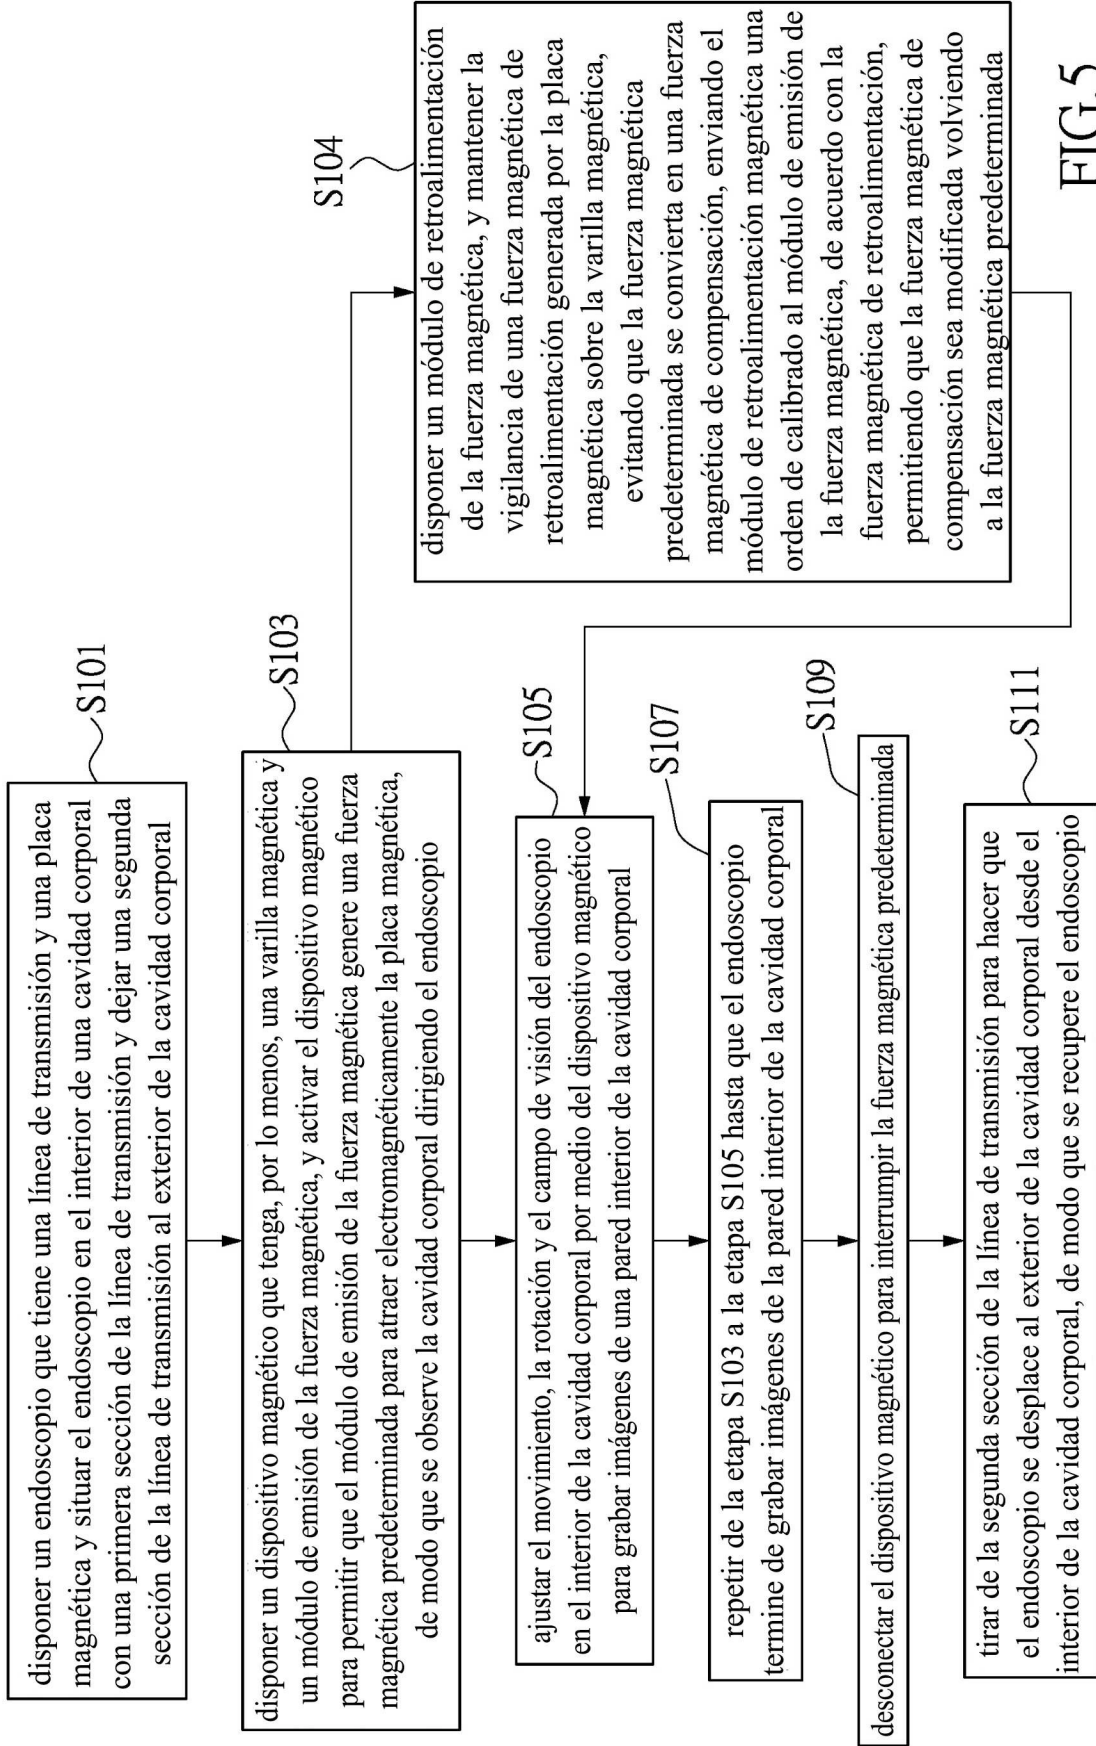 disponer un endoscopio que tiene una línea de transmisión y una placa
magnética y situar el endoscopio en el interior de una cavidad corporal
con una primera sección de la línea de transmisión y dejar una segunda
sección de la línea de transmisión al exterior de la cavidad corporal
S101
disponer un dispositivo magnético que tenga, por lo menos, una varilla magnética y
un módulo de emisión de la fuerza magnética, y activar el dispositivo magnético
para permitir que el módulo de emisión de la fuerza magnética genere una fuerza
magnética predeterminada para atraer electromagnéticamente la placa magnética,
de modo que se observe la cavidad corporal dirigiendo el endoscopio
S103
S104
disponer un módulo de retroalimentación
de la fuerza magnética, y mantener la
vigilancia de una fuerza magnética de
retroalimentación generada por la placa
magnética sobre la varilla magnética,
evitando que la fuerza magnética
predeterminada se convierta en una fuerza
magnética de compensación, enviando el
módulo de retroalimentación magnética una
orden de calibrado al módulo de emisión de
la fuerza magnética, de acuerdo con la
fuerza magnética de retroalimentación,
permitiendo que la fuerza magnética de
compensación sea modificada volviendo
a la fuerza magnética predeterminada
ajustar el movimiento, la rotación y el campo de visión del endoscopio
en el interior de la cavidad corporal por medio del dispositivo magnético
para grabar imágenes de una pared interior de la cavidad corporal
S105
repetir de la etapa S103 a la etapa S105 hasta que el endoscopio
termine de grabar imágenes de la pared interior de la cavidad corporal
S107
desconectar el dispositivo magnético para interrumpir la fuerza magnética predeterminada
S109
tirar de la segunda sección de la línea de transmisión para hacer que
el endoscopio se desplace al exterior de la cavidad corporal desde el
interior de la cavidad corporal, de modo que se recupere el endoscopio
S111
FIG.5